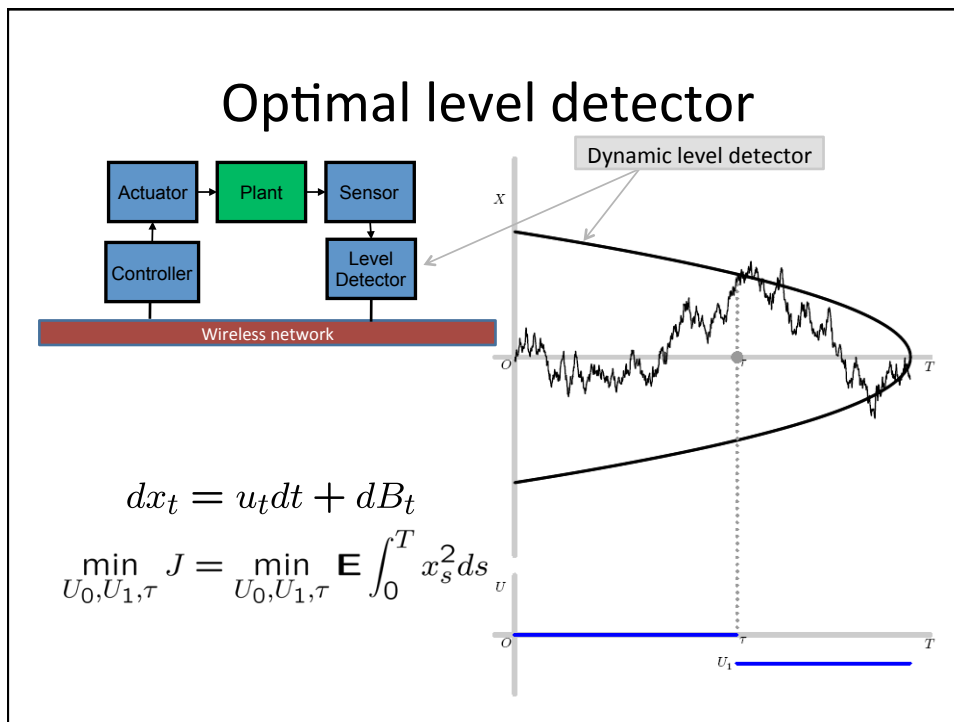 Optimal level detector
Dynamic level detector
Actuator
Plant
Sensor
Controller
Level
Detector
Wireless network
X
O
τ
T
dx_t = u_t dt + dB_t
min_{U_0,U_1,τ} J = min_{U_0,U_1,τ} E ∫_0^T x_s^2 ds
U
O
τ
T
U_1